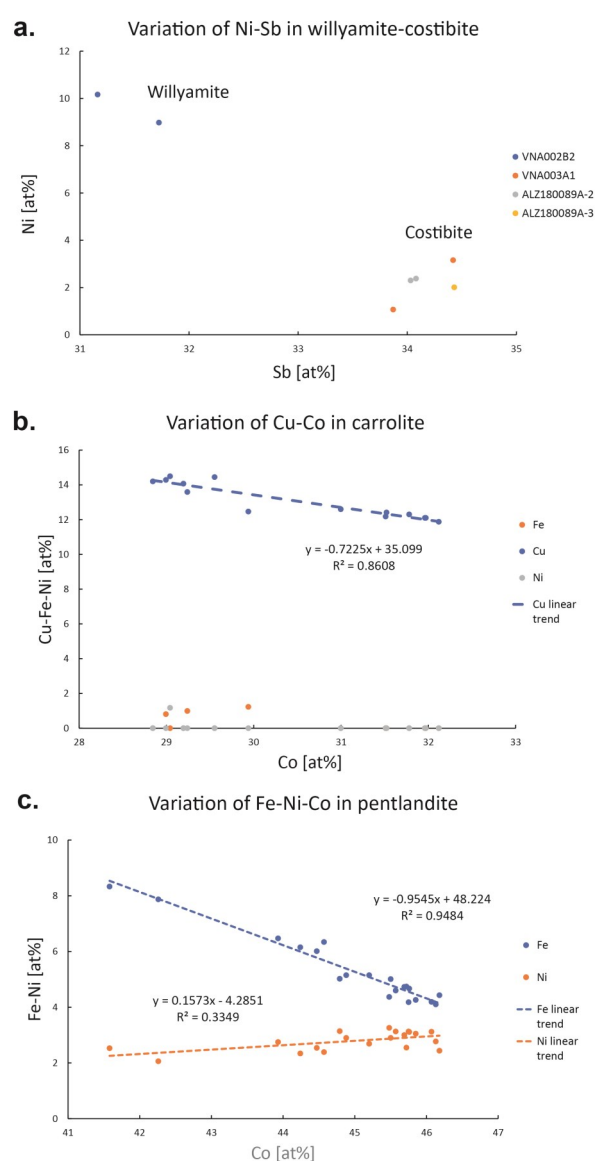 a.
Variation of Ni-Sb in willyamite-costibite
12
10
8
6
4
2
0
Ni [at%]
Willyamite
Costibite
VNA002B2
VNA003A1
ALZ180089A-2
ALZ180089A-3
31 32 33 34 35
Sb [at%]
b.
Variation of Cu-Co in carrolite
16
14
12
10
8
6
4
2
0
Cu-Fe-Ni [at%]
y = -0.7225x + 35.099
R² = 0.8608
Fe
Cu
Ni
Cu linear
trend
28 29 30 31 32 33
Co [at%]
c.
Variation of Fe-Ni-Co in pentlandite
10
8
6
4
2
0
Fe-Ni [at%]
y = -0.9545x + 48.224
R² = 0.9484
y = 0.1573x - 4.2851
R² = 0.3349
Fe
Ni
Fe linear
trend
Ni linear
trend
41 42 43 44 45 46 47
Co [at%]